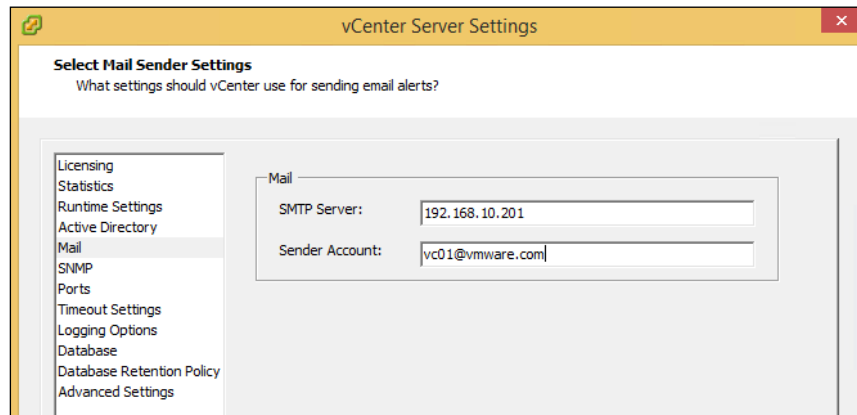 vCenter Server Settings
Select Mail Sender Settings
What settings should vCenter use for sending email alerts?
Licensing
Statistics
Runtime Settings
Active Directory
Mail
SNMP
Ports
Timeout Settings
Logging Options
Database
Database Retention Policy
Advanced Settings
Mail
SMTP Server: 192.168.10.201
Sender Account: vc01@vmware.com